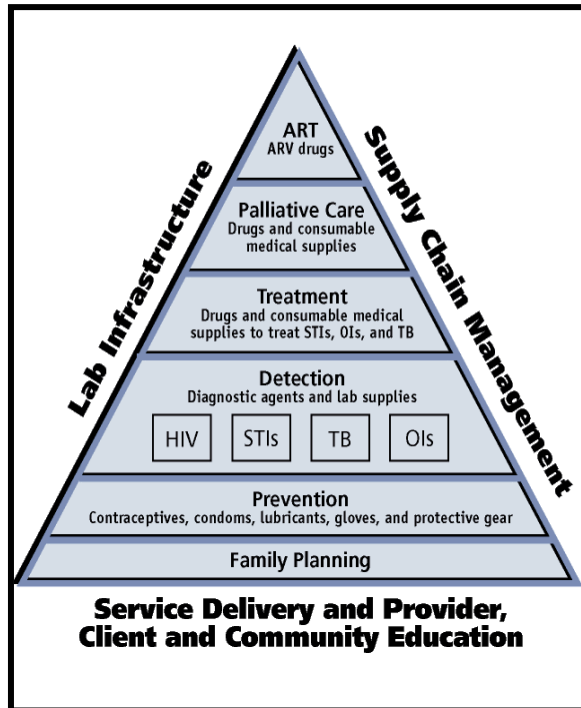 ART
ARV drugs
Palliative Care
Drugs and consumable
medical supplies
Treatment
Drugs and consumable medical
supplies to treat STIs, OIs, and TB
Detection
Diagnostic agents and lab supplies
HIV
STIs
TB
OIs
Prevention
Contraceptives, condoms, lubricants, gloves, and protective gear
Family Planning
Lab Infrastructure
Supply Chain Management
Service Delivery and Provider,
Client and Community Education